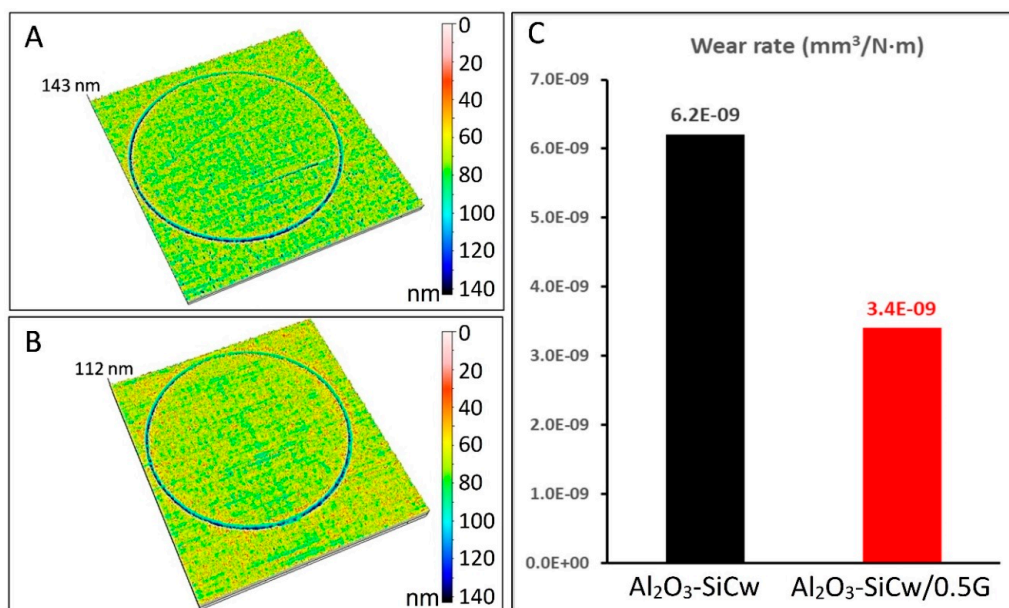 A
143 nm
0
20
40
60
80
100
120
140
nm
B
112 nm
0
20
40
60
80
100
120
140
nm
C
Wear rate (mm³/N·m)
7.0E-09
6.0E-09
5.0E-09
4.0E-09
3.0E-09
2.0E-09
1.0E-09
0.0E+00
6.2E-09
3.4E-09
Al₂O₃-SiCw
Al₂O₃-SiCw/0.5G